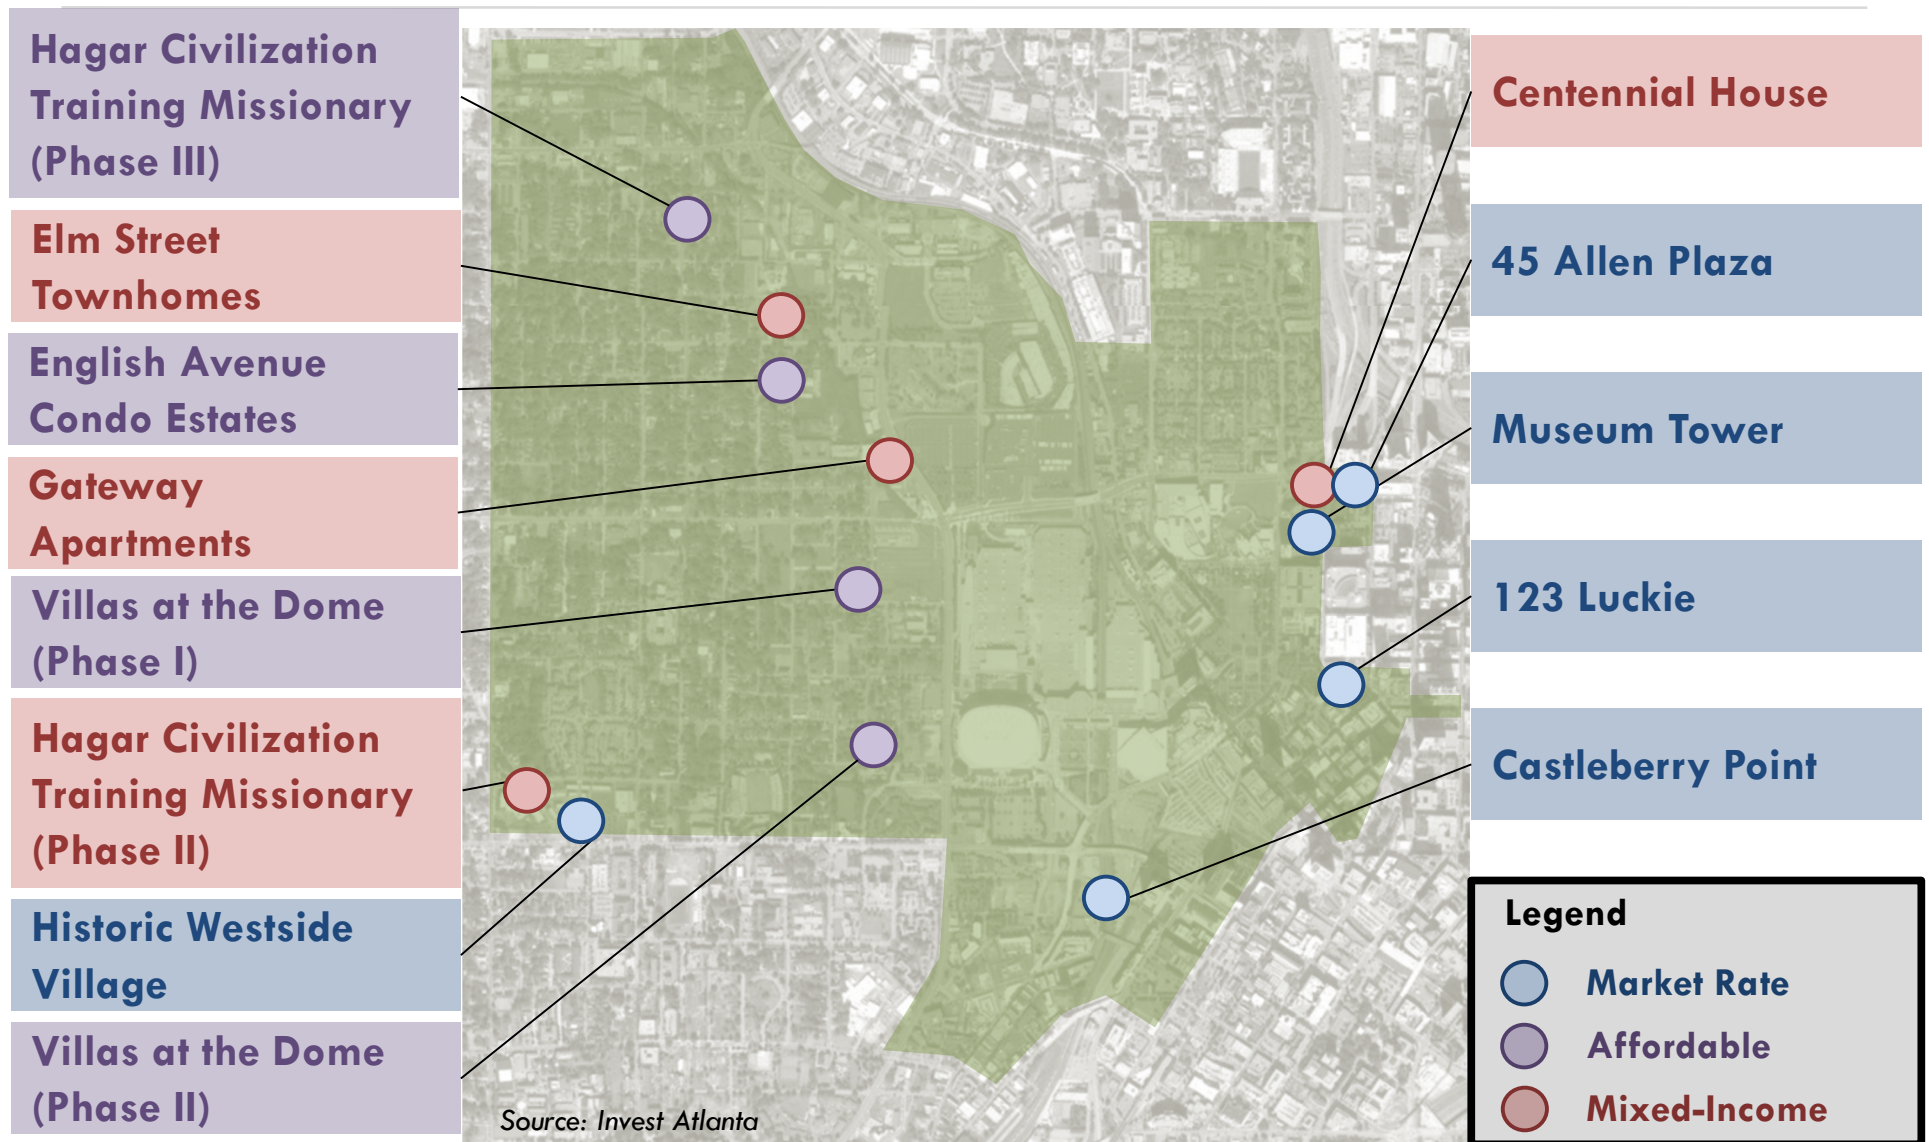 Hagar Civilization
Training Missionary
(Phase III)
Elm Street
Townhomes
English Avenue
Condo Estates
Gateway
Apartments
Villas at the Dome
(Phase I)
Hagar Civilization
Training Missionary
(Phase II)
Historic Westside
Village
Villas at the Dome
(Phase II)
Centennial House
45 Allen Plaza
Museum Tower
123 Luckie
Castleberry Point
Legend
Market Rate
Affordable
Mixed-Income
Source: Invest Atlanta